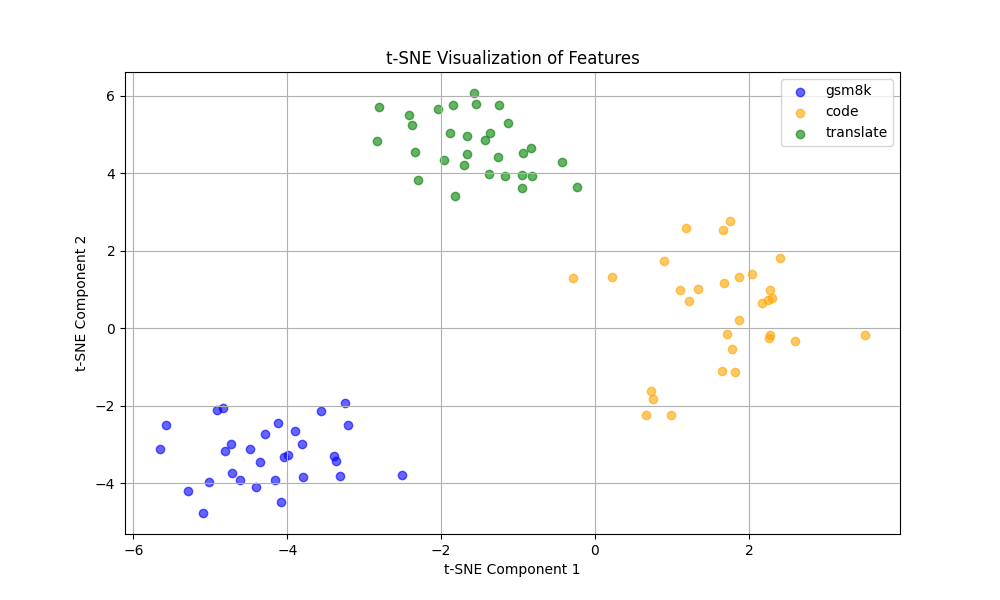 t-SNE Visualization of Features
gsm8k
code
translate
6
4
2
0
−2
−4
t-SNE Component 2
−6
−4
−2
0
2
t-SNE Component 1